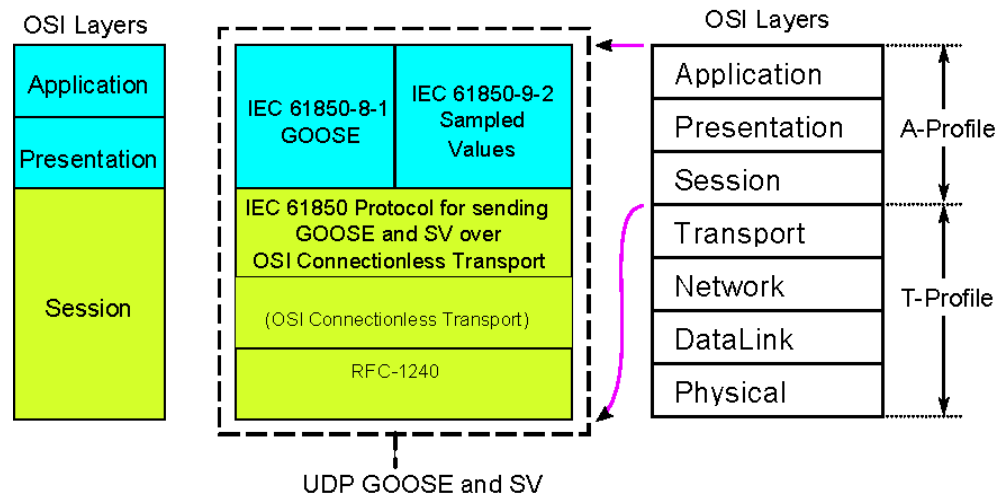 OSI Layers
Application
Presentation
Session
IEC 61850-8-1
GOOSE
IEC 61850-9-2
Sampled
Values
IEC 61850 Protocol for sending
GOOSE and SV over
OSI Connectionless Transport
(OSI Connectionless Transport)
RFC-1240
UDP GOOSE and SV
OSI Layers
Application
Presentation
Session
Transport
Network
DataLink
Physical
A-Profile
T-Profile